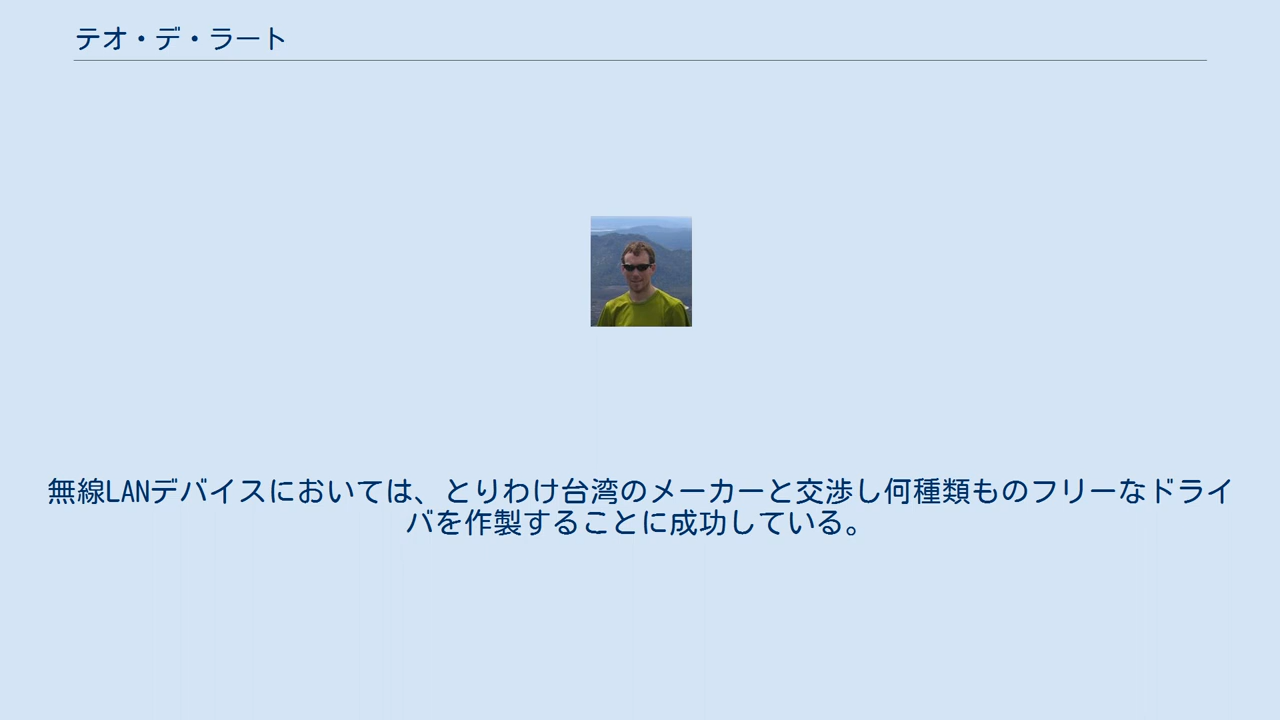 テオ・デ・ラート
無線LANデバイスにおいては、とりわけ台湾のメーカーと交渉し何種類ものフリーなドライ
バを作製することに成功している。